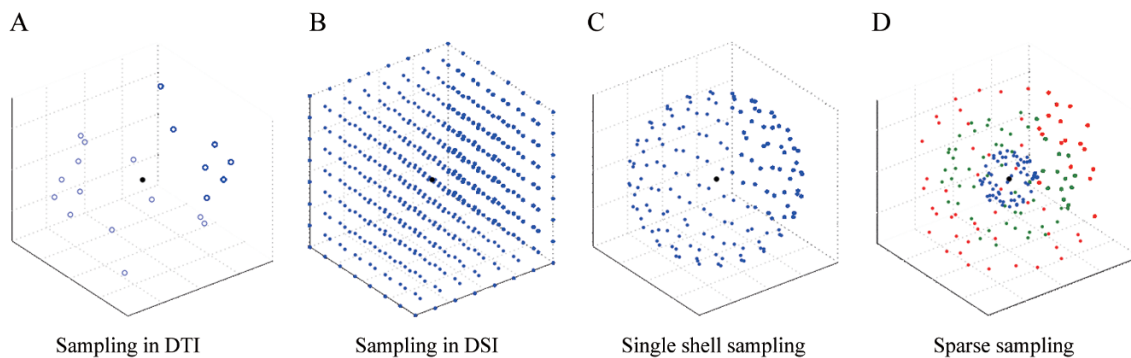 A
B
C
D
Sampling in DTI
Sampling in DSI
Single shell sampling
Sparse sampling